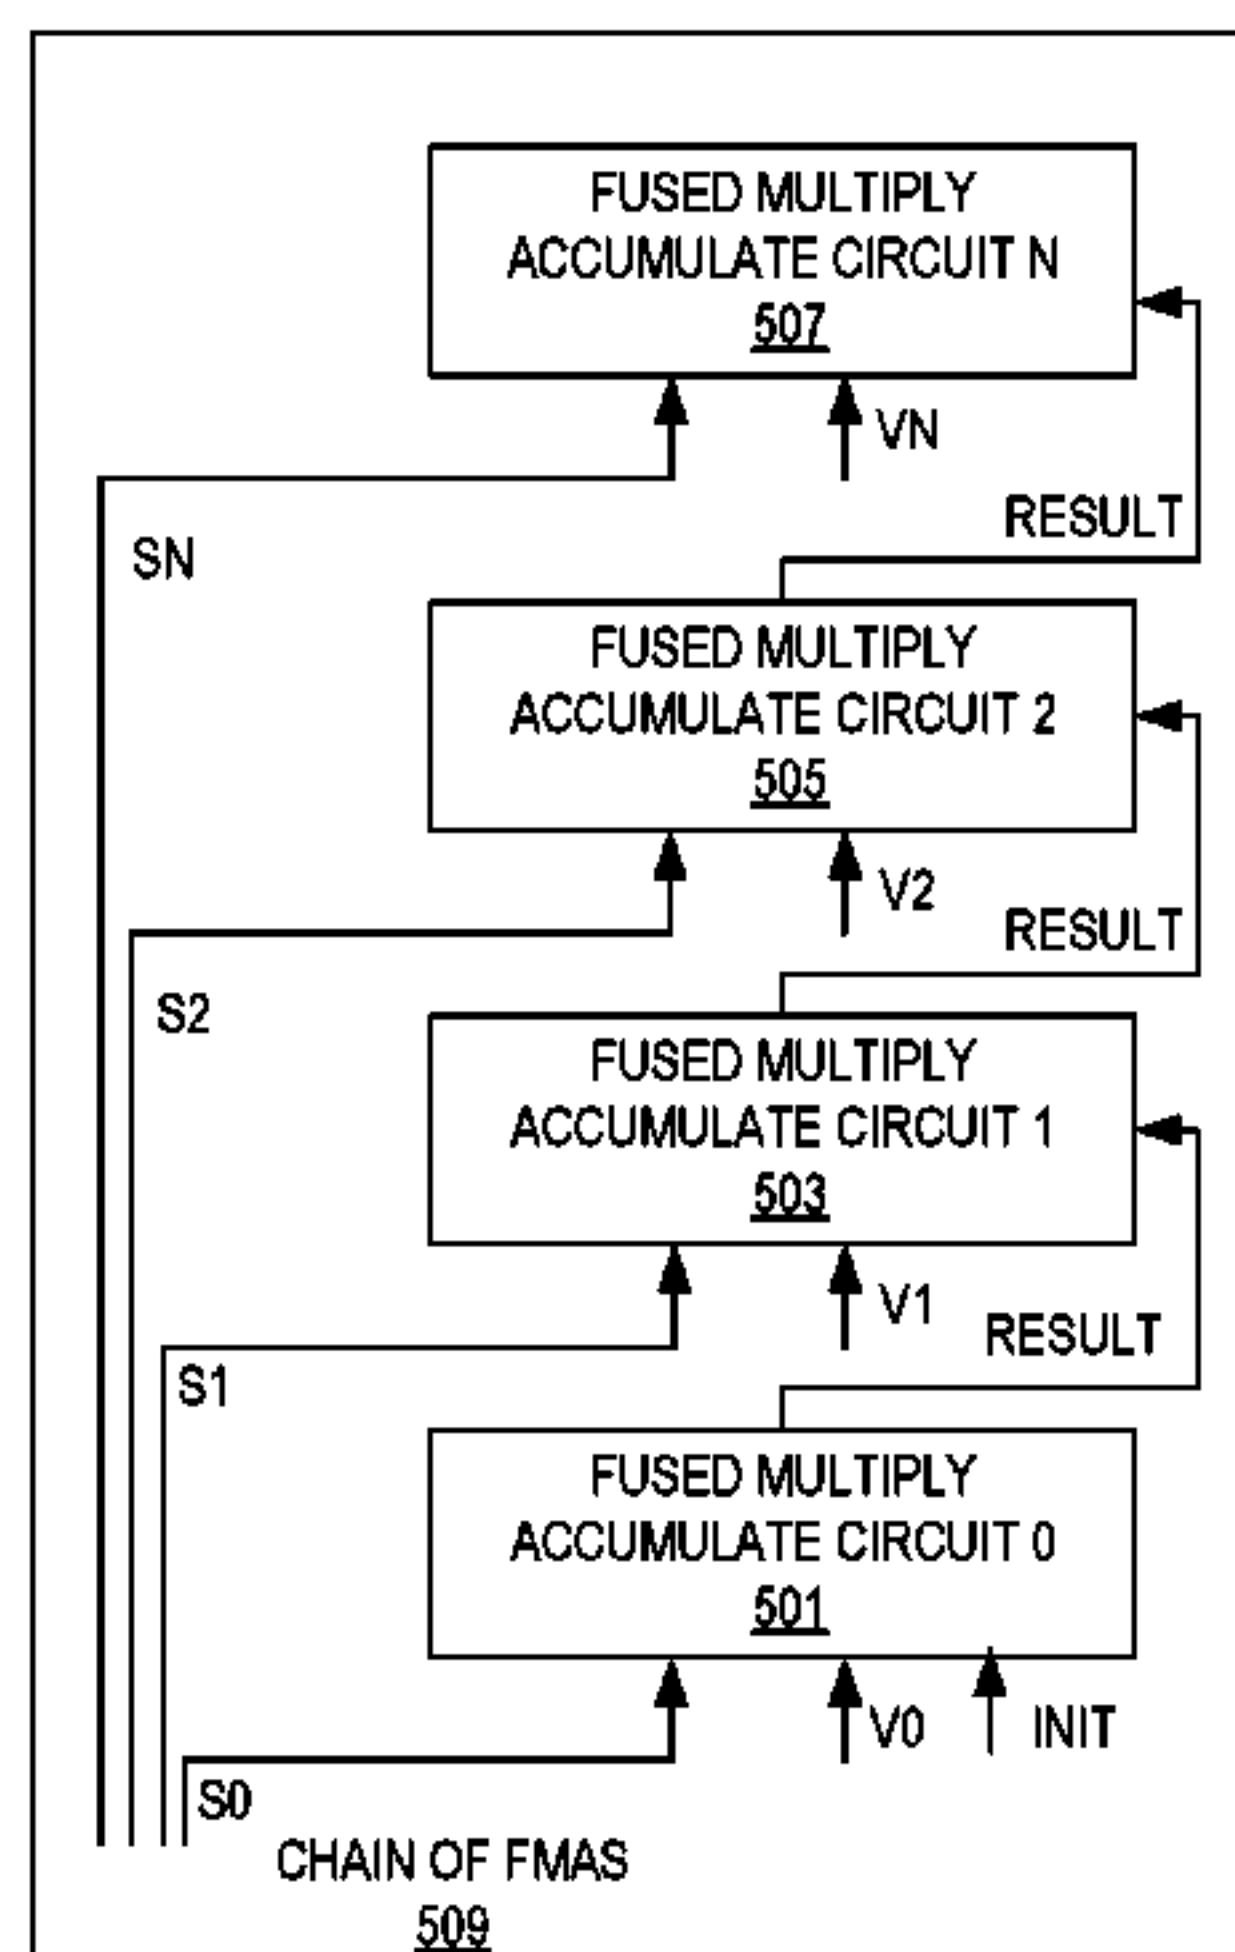 FUSED MULTIPLY
ACCUMULATE CIRCUIT N
507
VN
RESULT
SN
FUSED MULTIPLY
ACCUMULATE CIRCUIT 2
505
V2
RESULT
S2
FUSED MULTIPLY
ACCUMULATE CIRCUIT 1
503
V1
RESULT
S1
FUSED MULTIPLY
ACCUMULATE CIRCUIT 0
501
V0
INIT
S0
CHAIN OF FMAS
509